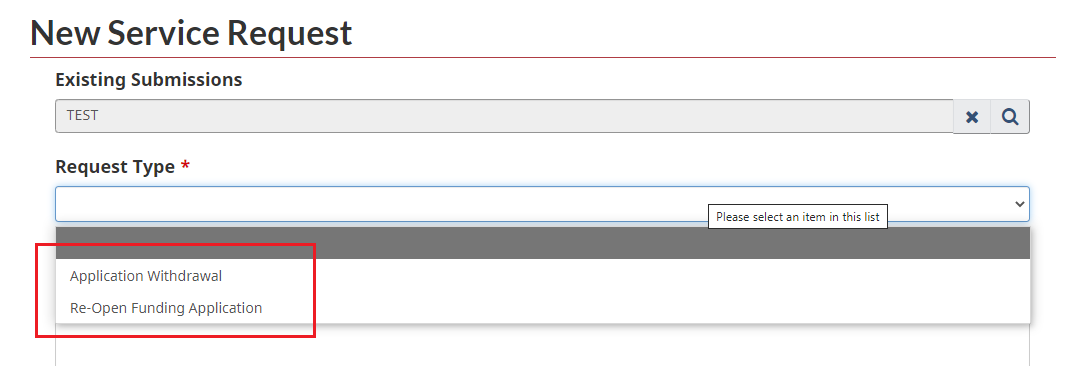 New Service Request
Existing Submissions
TEST
Request Type *
Please select an item in this list
Application Withdrawal
Re-Open Funding Application